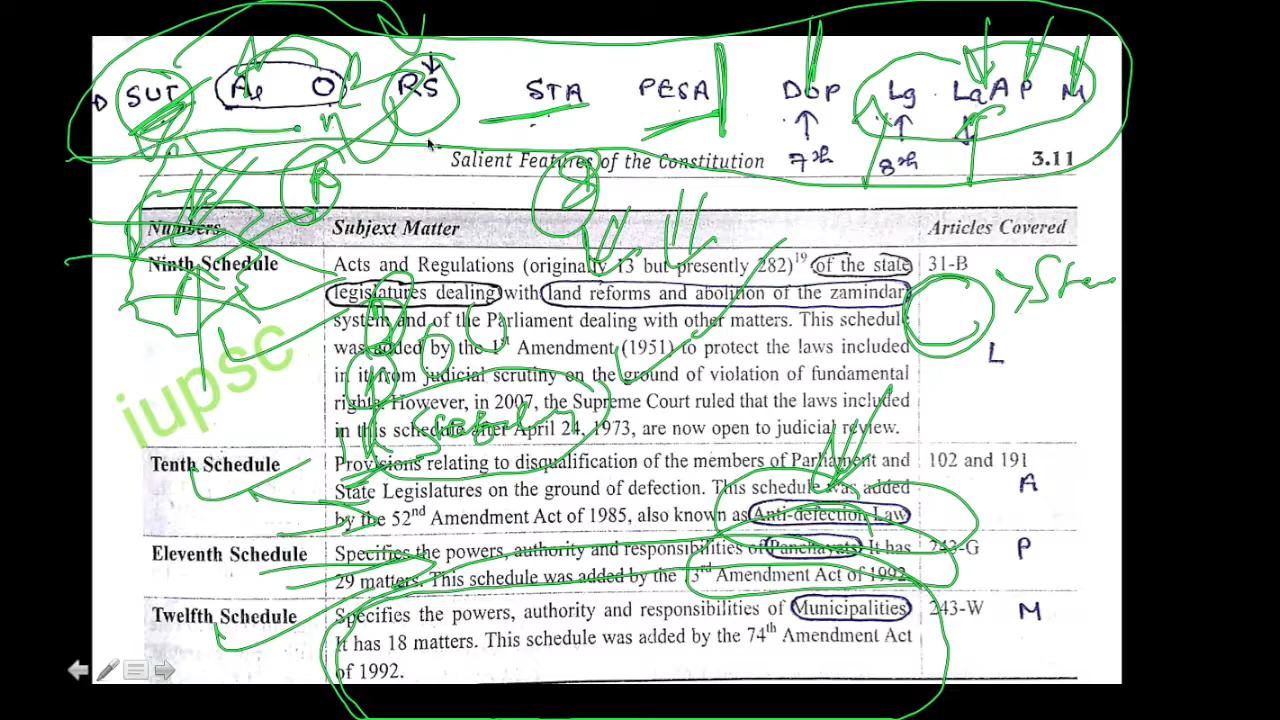 SUT Ae O RS STA PESA DOP Lg LaA P M
7th 8th
Salient Features of the Constitution 3.11
Numbers Subject Matter Articles Covered
Ninth Schedule Acts and Regulations (originally 13 but presently 282)19 of the state 31-B
legislatures dealing with land reforms and abolition of the zamindari
system and of the Parliament dealing with other matters. This schedule
was added by the 1st Amendment (1951) to protect the laws included
L
in it from judicial scrutiny on the ground of violation of fundamental
rights. However, in 2007, the Supreme Court ruled that the laws included
in this schedule after April 24, 1973, are now open to judicial review.
iupsc
Tenth Schedule Provisions relating to disqualification of the members of Parliament and 102 and 191
State Legislatures on the ground of defection. This schedule was added A
by the 52nd Amendment Act of 1985, also known as Anti-defection Law
Eleventh Schedule Specifies the powers, authority and responsibilities of Panchayats. It has 243-G P
29 matters. This schedule was added by the 73rd Amendment Act of 1992.
Twelfth Schedule Specifies the powers, authority and responsibilities of Municipalities 243-W M
It has 18 matters. This schedule was added by the 74th Amendment Act
of 1992.